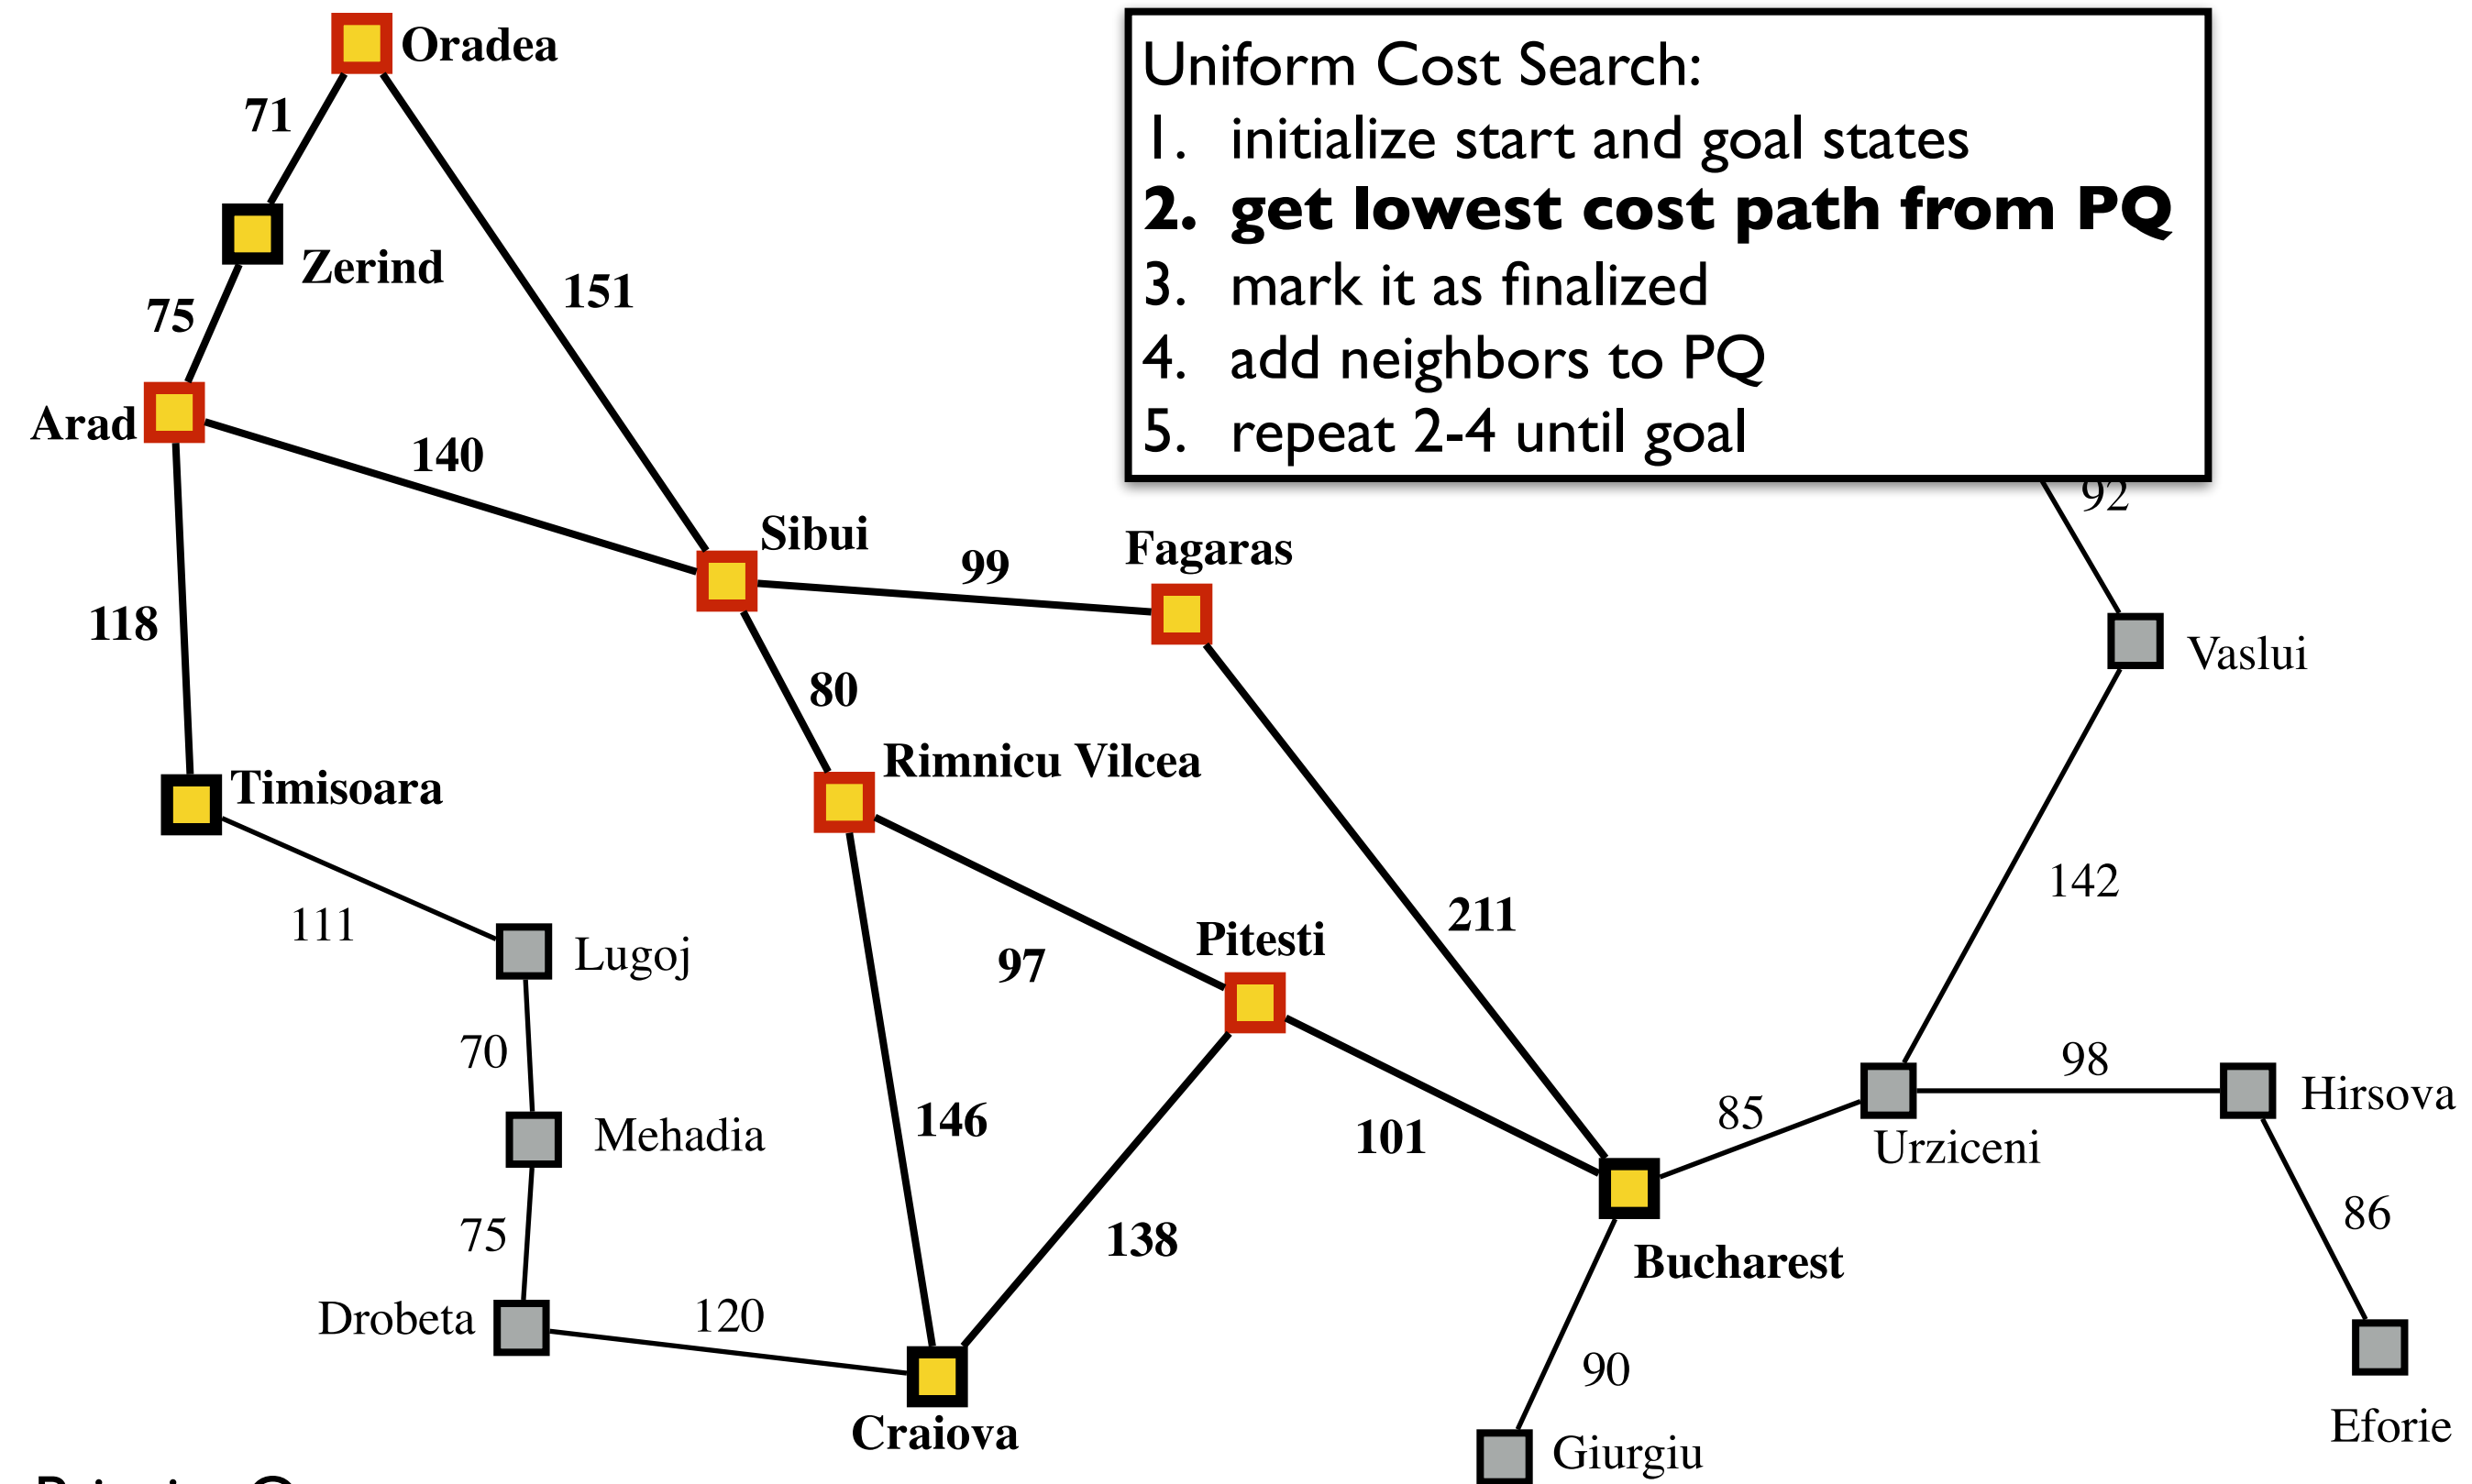 Oradea
Uniform Cost Search:
1. initialize start and goal states
2. get lowest cost path from PQ
3. mark it as finalized
4. add neighbors to PQ
5. repeat 2-4 until goal
71
Zerind
151
75
Arad
140
92
Sibui
99
Fagaras
118
Vaslui
80
Rimnicu Vilcea
Timisoara
142
111
211
Pitesti
Lugoj
97
70
98
Hirsova
146
85
Mehadia
101
Urziceni
86
75
138
Bucharest
Drobeta
120
90
Craiova
Eforie
Giurgiu